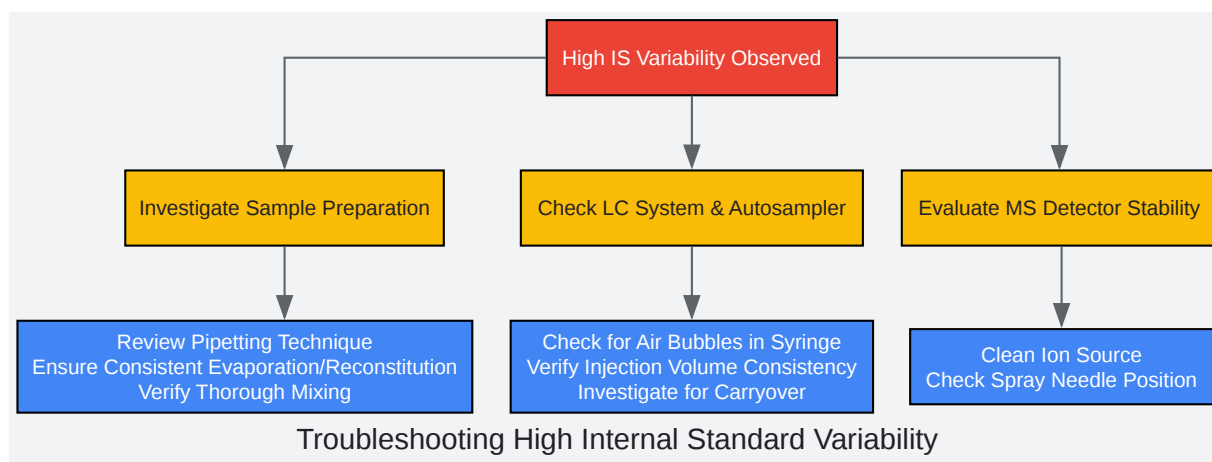 High IS Variability Observed
Investigate Sample Preparation
Check LC System & Autosampler
Evaluate MS Detector Stability
Review Pipetting Technique
Ensure Consistent Evaporation/Reconstitution
Verify Thorough Mixing
Check for Air Bubbles in Syringe
Verify Injection Volume Consistency
Investigate for Carryover
Clean Ion Source
Check Spray Needle Position
Troubleshooting High Internal Standard Variability